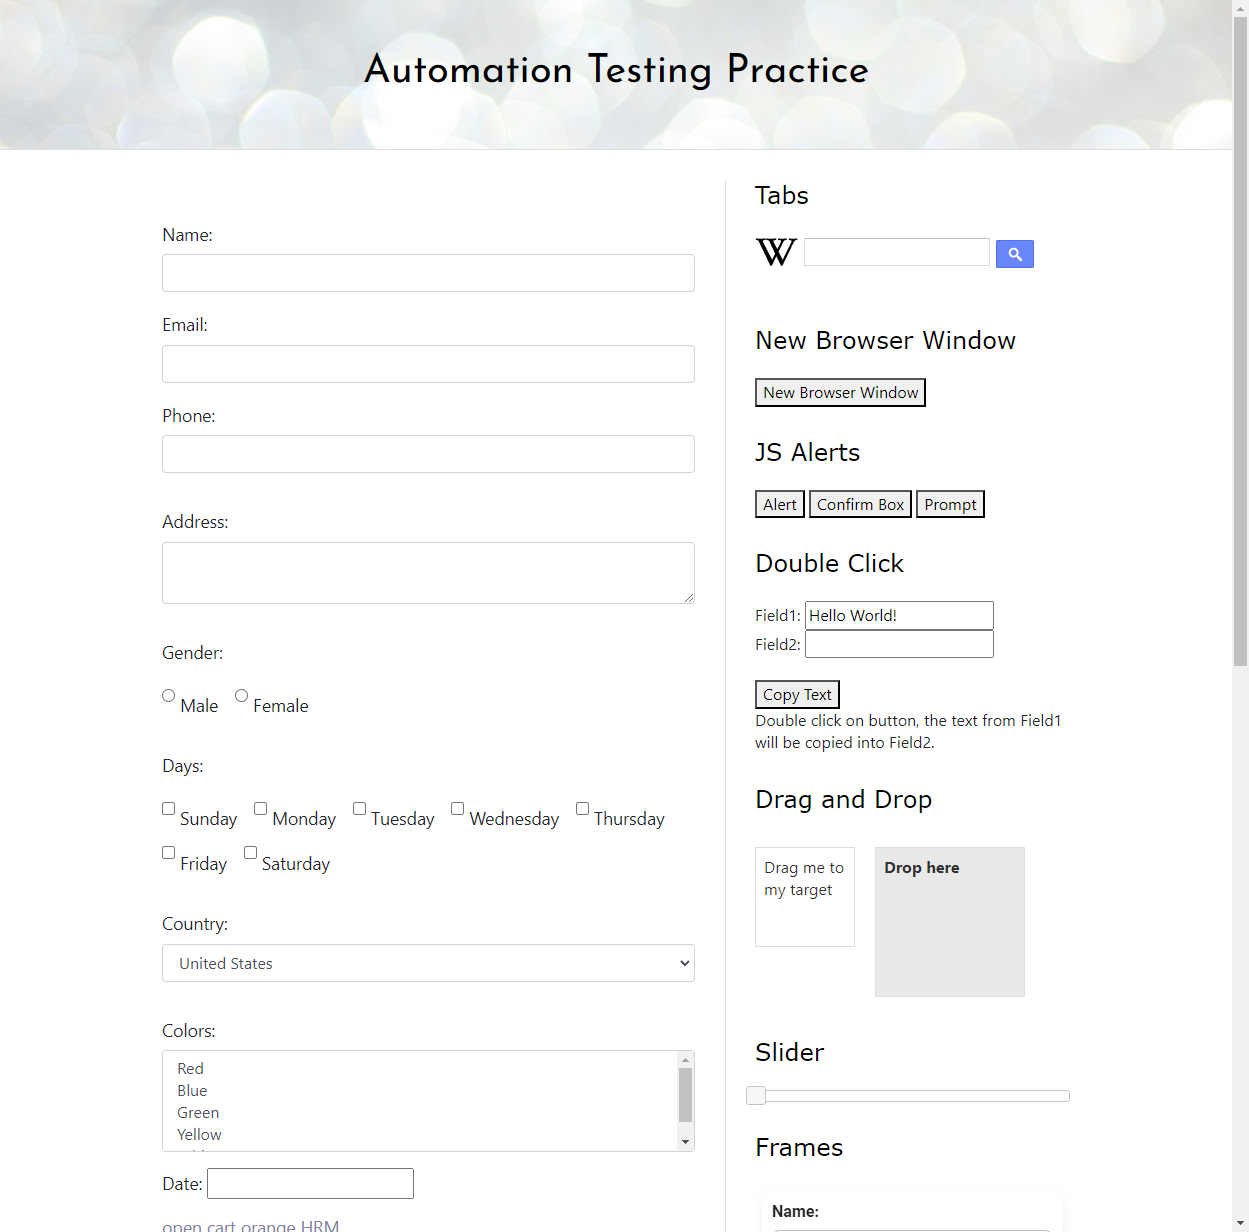 Automation Testing Practice
Name:
Email:
Phone:
Address:
Gender:
Male Female
Days:
Sunday Monday Tuesday Wednesday Thursday
Friday Saturday
Country:
United States
Colors:
Red
Blue
Green
Yellow
Date:
open cart orange HRM
Tabs
W
New Browser Window
New Browser Window
JS Alerts
Alert Confirm Box Prompt
Double Click
Field1: Hello World!
Field2:
Copy Text
Double click on button, the text from Field1
will be copied into Field2.
Drag and Drop
Drag me to
my target
Drop here
Slider
Frames
Name: